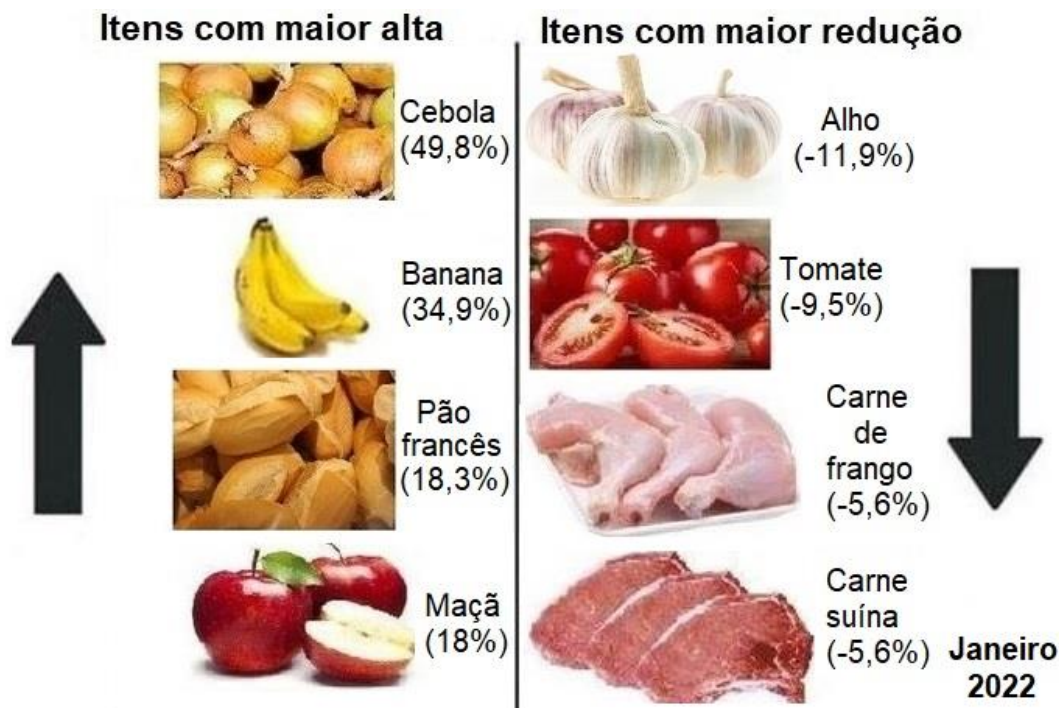 Itens com maior alta
Cebola
(49,8%)
Banana
(34,9%)
Pão
francês
(18,3%)
Maçã
(18%)
Itens com maior redução
Alho
(-11,9%)
Tomate
(-9,5%)
Carne
de
frango
(-5,6%)
Carne
suína
(-5,6%)
Janeiro
2022